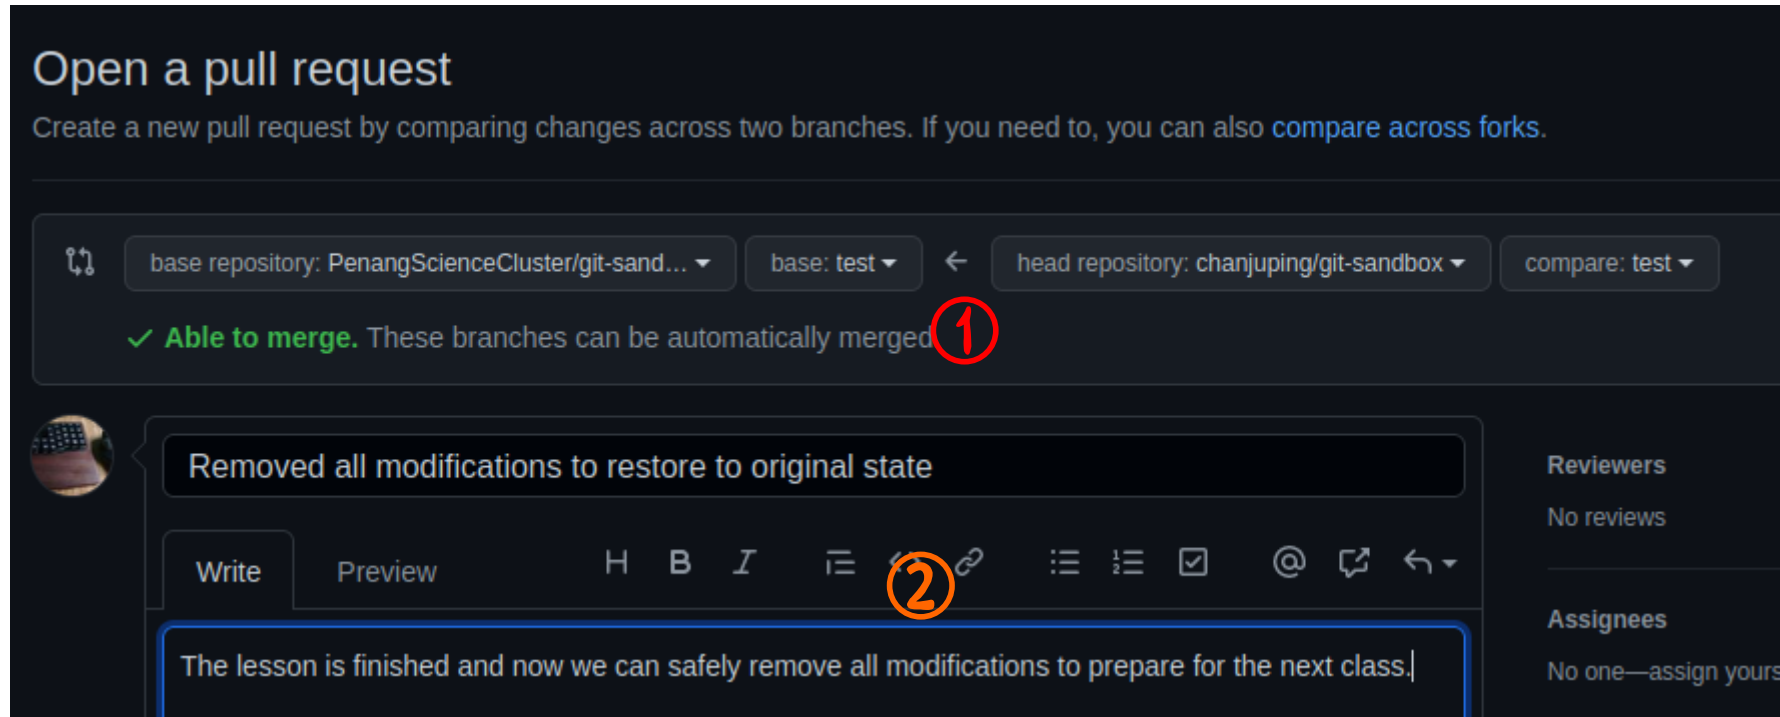 Open a pull request
Create a new pull request by comparing changes across two branches. If you need to, you can also compare across forks.
base repository: PenangScienceCluster/git-sand... base: test ← head repository: chanjuping/git-sandbox compare: test
Able to merge. These branches can be automatically merged
1
Removed all modifications to restore to original state
Reviewers
No reviews
Write Preview H B I @
2
Assignees
The lesson is finished and now we can safely remove all modifications to prepare for the next class.
No one—assign yours